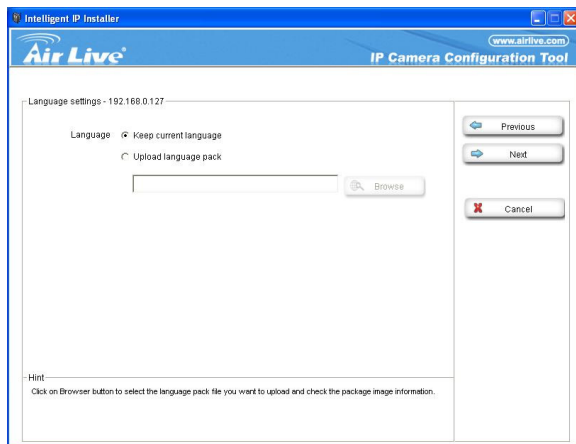 Intelligent IP Installer
Air Live®
www.airlive.com
IP Camera Configuration Tool
Language settings - 192.168.0.127
Language Keep current language
Upload language pack
Browse
Previous
Next
Cancel
Hint
Click on Browser button to select the language pack file you want to upload and check the package image information.